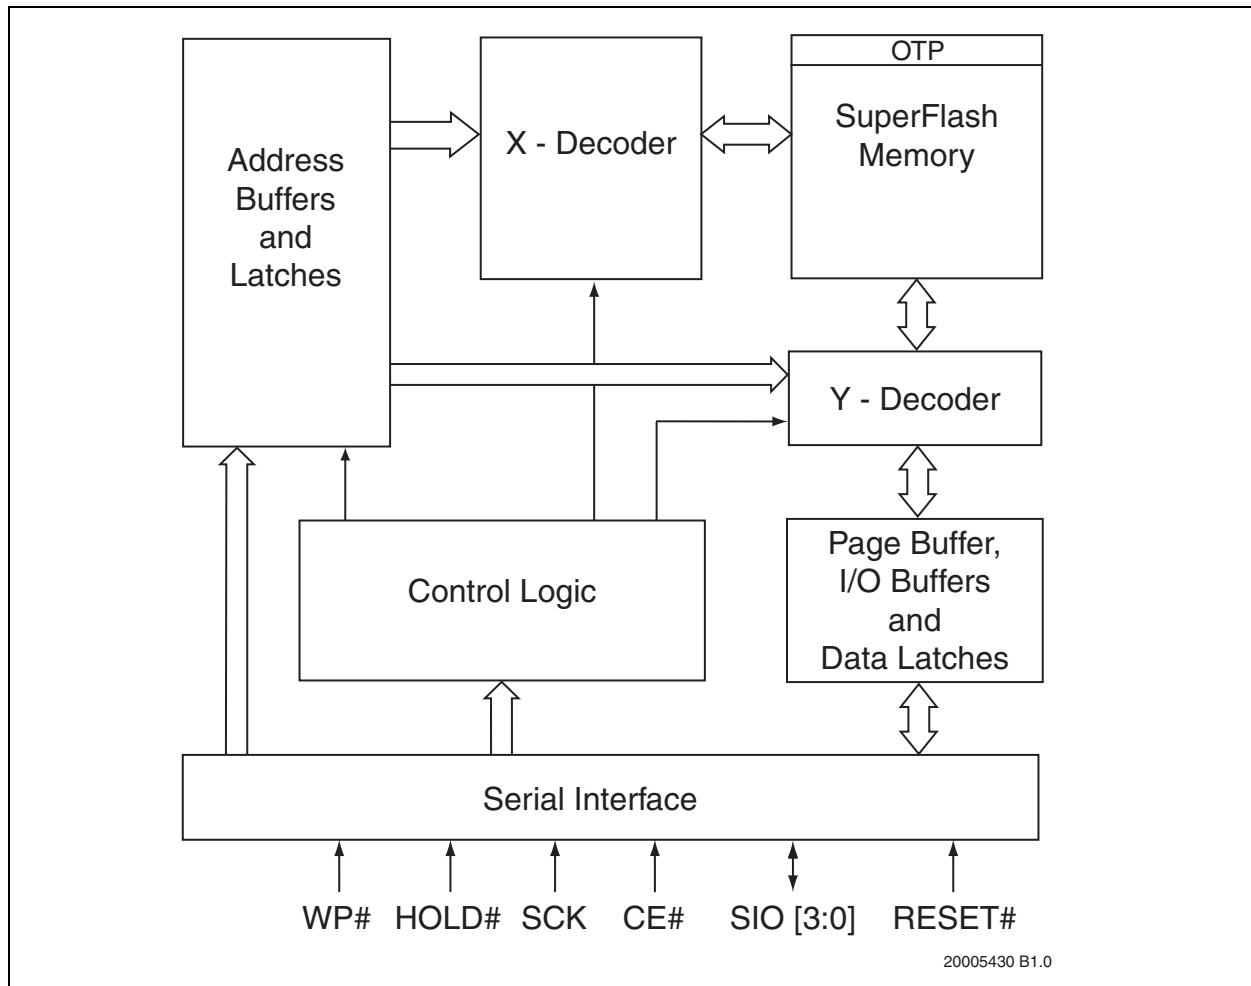 OTP
SuperFlash
Memory
X - Decoder
Address
Buffers
and
Latches
Y - Decoder
Page Buffer,
I/O Buffers
and
Data Latches
Control Logic
Serial Interface
WP# HOLD# SCK CE# SIO [3:0] RESET#
20005430 B1.0